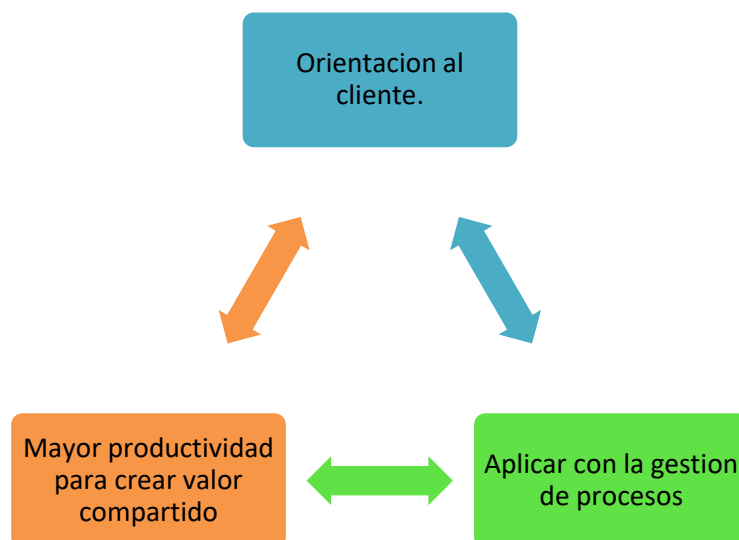 Orientacion al
cliente.
Mayor productividad
para crear valor
compartido
Aplicar con la gestion
de procesos